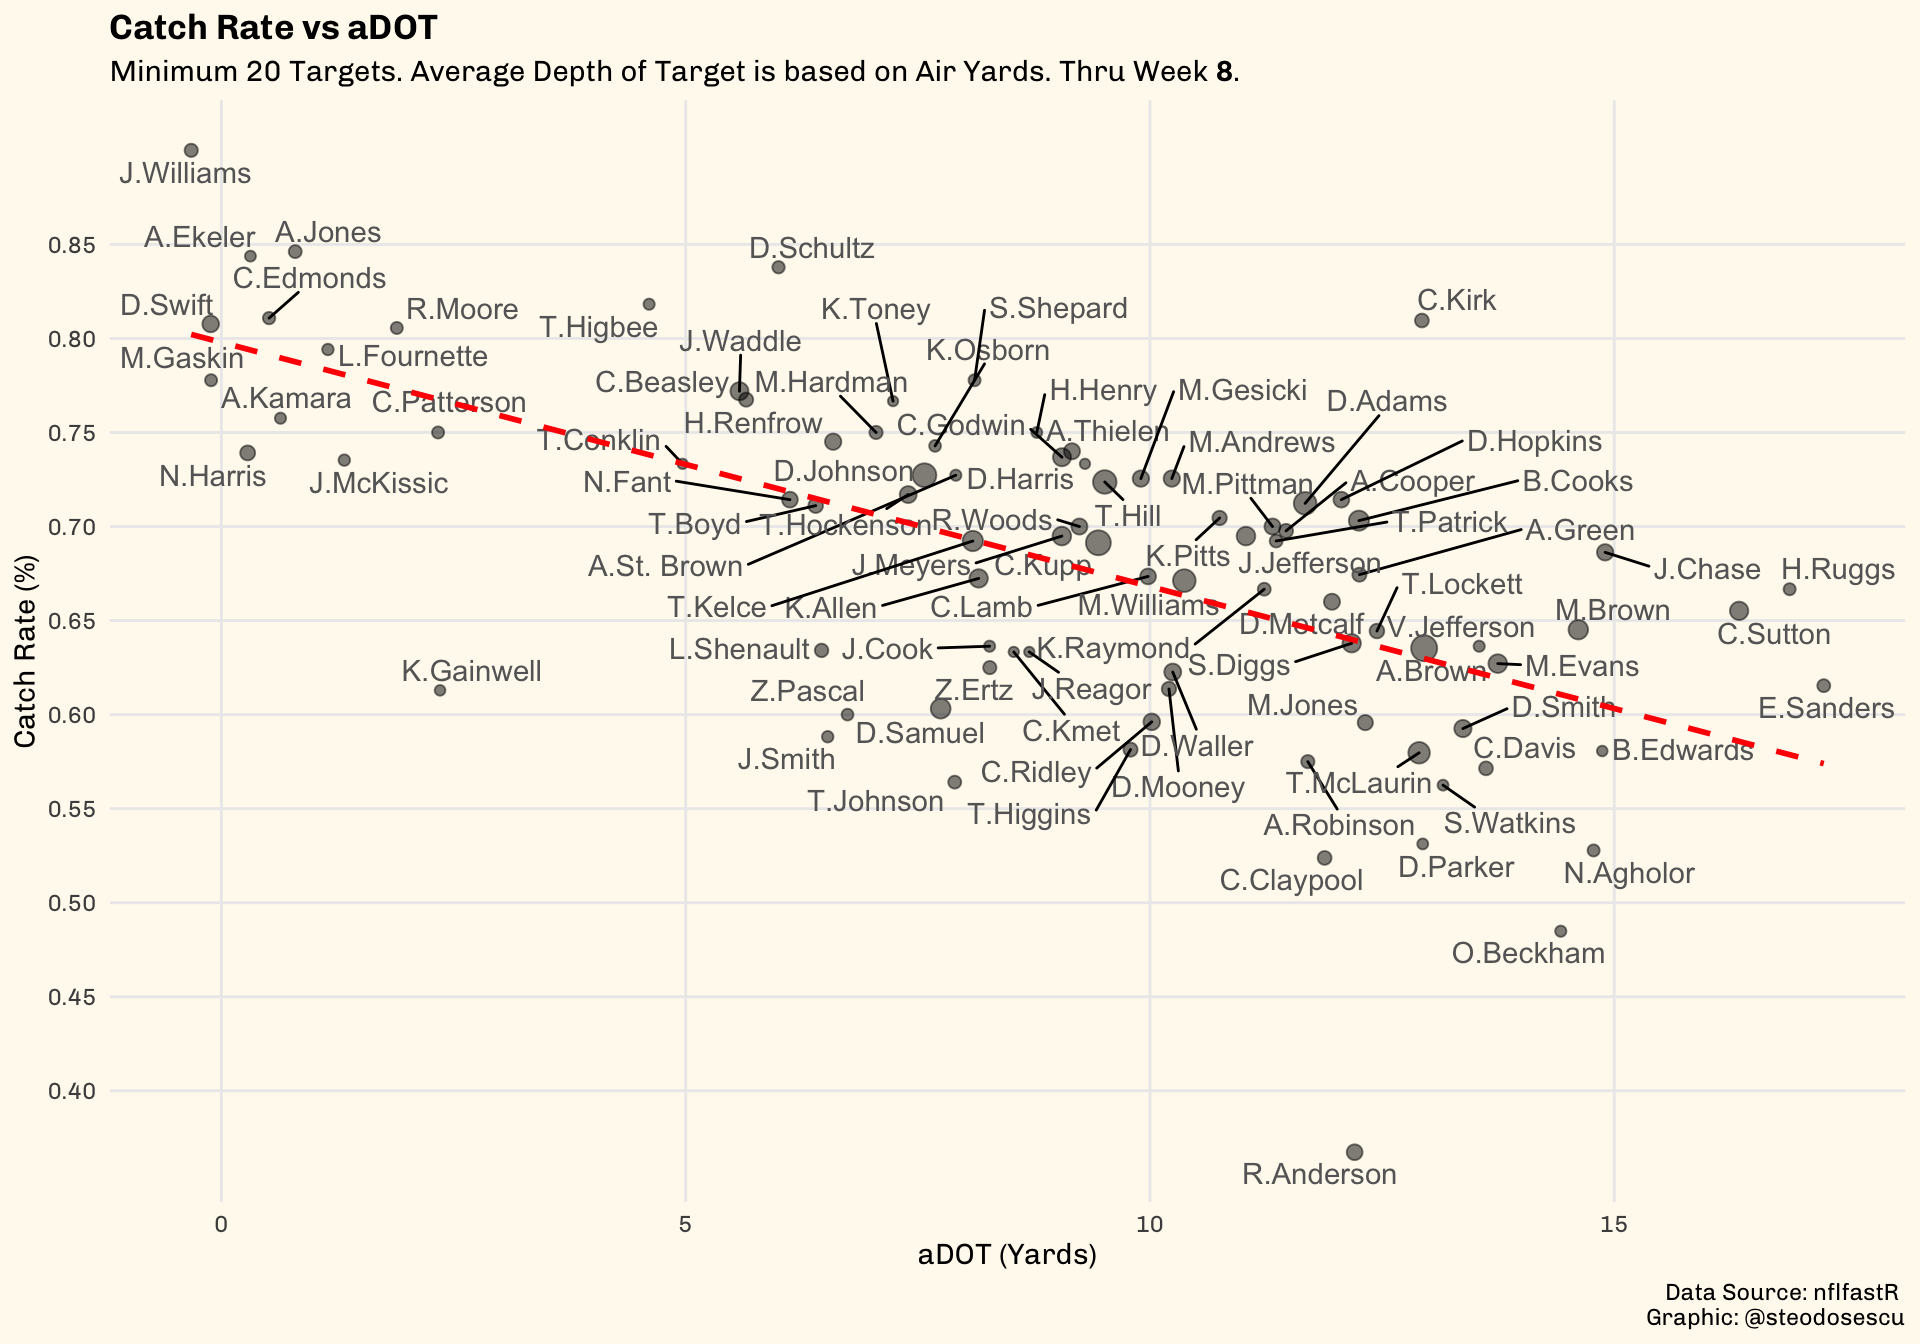 Catch Rate vs aDOT
Minimum 20 Targets. Average Depth of Target is based on Air Yards. Thru Week 8.
J.Williams
A.Ekeler
A.Jones
C.Edmonds
D.Schultz
D.Swift
R.Moore
T.Higbee
K.Toney
S.Shepard
C.Kirk
M.Gaskin
L.Fournette
J.Waddle
K.Osborn
A.Kamara
C.Patterson
C.Beasley
M.Hardman
H.Henry
M.Gesicki
D.Adams
H.Renfrow
C.Godwin
A.Thielen
M.Andrews
D.Hopkins
T.Conklin
N.Harris
J.McKissic
N.Fant
D.Johnson
D.Harris
M.Pittman
A.Cooper
B.Cooks
T.Boyd
T.Hockenson
R.Woods
T.Hill
T.Patrick
A.Green
A.St. Brown
J.Meyers
C.Kupp
K.Pitts
J.Jefferson
J.Chase
H.Ruggs
T.Kelce
K.Allen
C.Lamb
M.Williams
T.Lockett
M.Brown
C.Sutton
D.Metcalf
V.Jefferson
L.Shenault
J.Cook
K.Raymond
S.Diggs
A.Brown
M.Evans
K.Gainwell
Z.Pascal
Z.Ertz
J.Reagor
M.Jones
D.Smith
E.Sanders
J.Smith
D.Samuel
C.Kmet
D.Waller
C.Davis
B.Edwards
T.Johnson
C.Ridley
D.Mooney
T.McLaurin
T.Higgins
A.Robinson
S.Watkins
C.Claypool
D.Parker
N.Agholor
O.Beckham
R.Anderson
Catch Rate (%)
0.85
0.80
0.75
0.70
0.65
0.60
0.55
0.50
0.45
0.40
0
5
10
15
aDOT (Yards)
Data Source: nflfastR
Graphic: @steodosescu